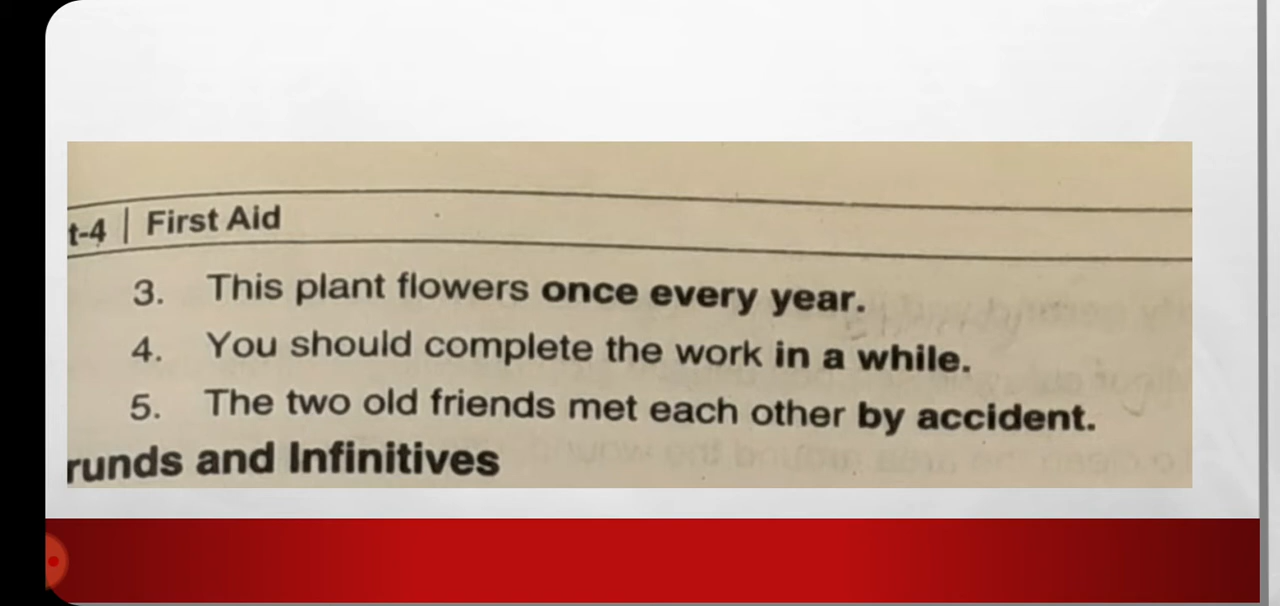 t-4 | First Aid
3. This plant flowers once every year.
4. You should complete the work in a while.
5. The two old friends met each other by accident.
runds and Infinitives